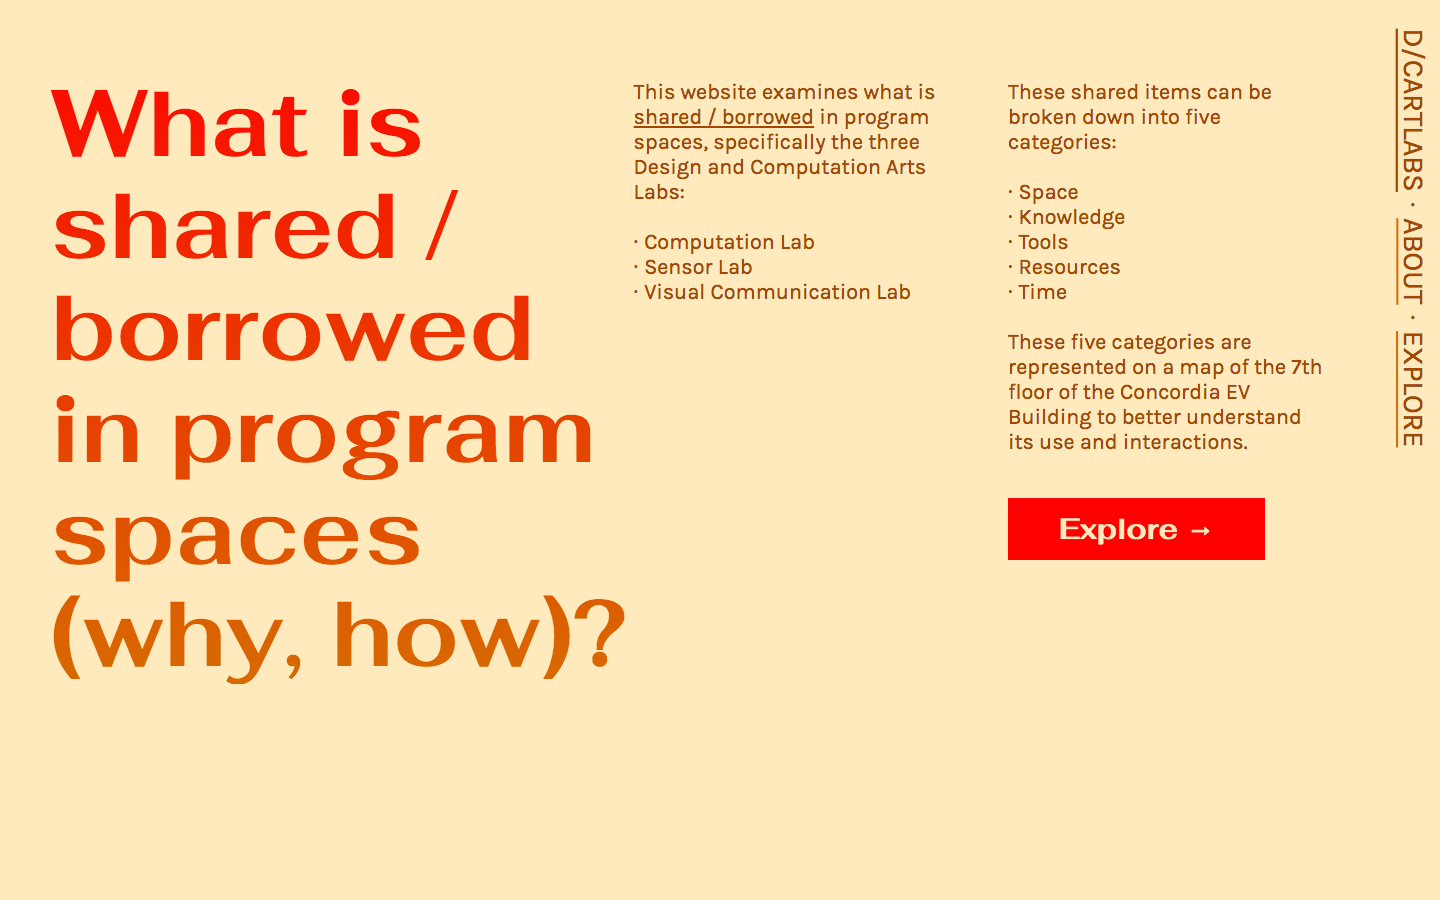 What is
shared /
borrowed
in program
spaces
(why, how)?
This website examines what is
shared / borrowed in program
spaces, specifically the three
Design and Computation Arts
Labs:
· Computation Lab
· Sensor Lab
· Visual Communication Lab
These shared items can be
broken down into five
categories:
· Space
· Knowledge
· Tools
· Resources
· Time
These five categories are
represented on a map of the 7th
floor of the Concordia EV
Building to better understand
its use and interactions.
Explore →
D/CARTLABS · ABOUT · EXPLORE